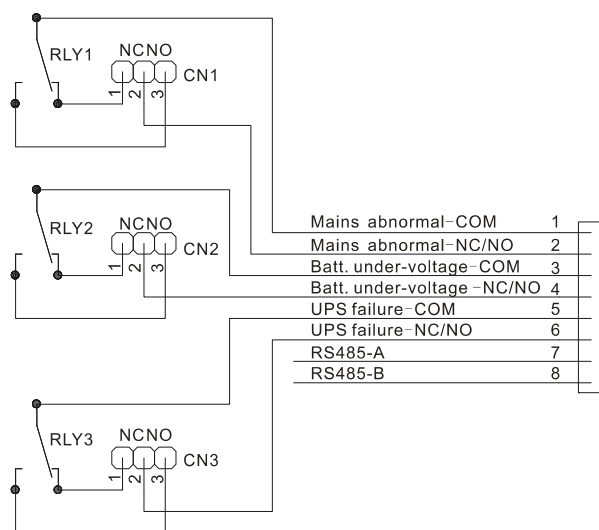 RLY1
NCNO
CN1
1 2 3
RLY2
NCNO
CN2
1 2 3
Mains abnormal-COM 1
Mains abnormal-NC/NO 2
Batt. under-voltage-COM 3
Batt. under-voltage -NC/NO 4
UPS failure-COM 5
UPS failure-NC/NO 6
RS485-A 7
RS485-B 8
RLY3
NCNO
CN3
1 2 3